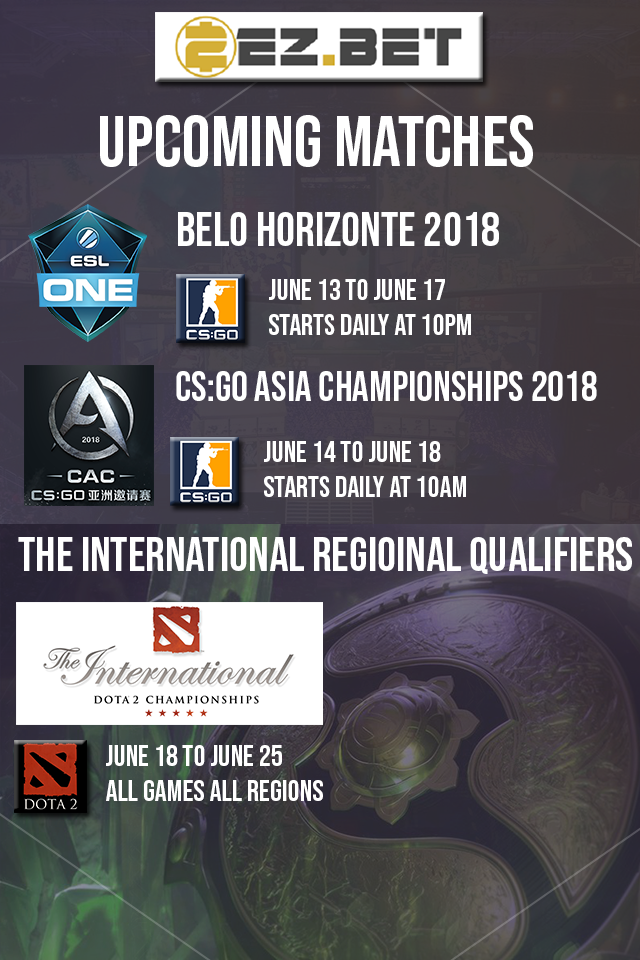 EZ.BET
UPCOMING MATCHES
BELO HORIZONTE 2018
ESL
ONE
CS:GO
JUNE 13 TO JUNE 17
STARTS DAILY AT 10PM
CS:GO ASIA CHAMPIONSHIPS 2018
2018
CAC
CS:GO 亚洲邀请赛
CS:GO
JUNE 14 TO JUNE 18
STARTS DAILY AT 10AM
THE INTERNATIONAL REGIOINAL QUALIFIERS
The International
DOTA 2 CHAMPIONSHIPS
DOTA 2
JUNE 18 TO JUNE 25
ALL GAMES ALL REGIONS